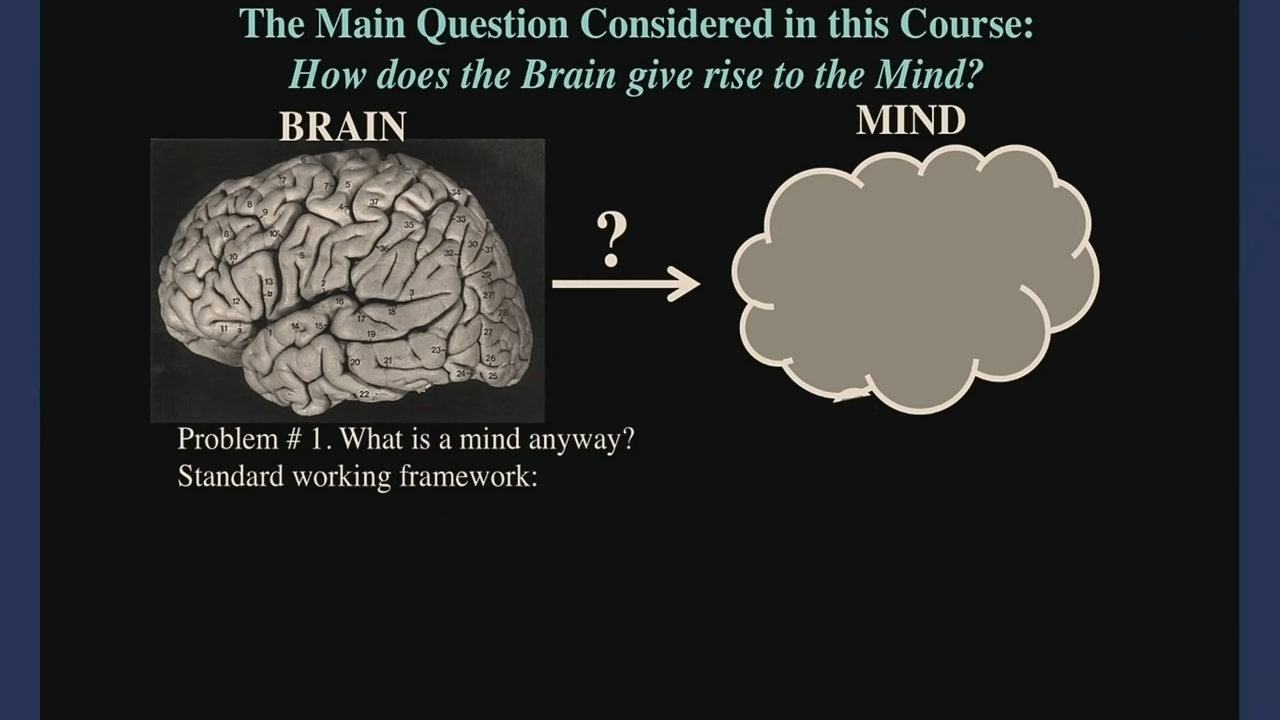 The Main Question Considered in this Course:
How does the Brain give rise to the Mind?
BRAIN
MIND
?
Problem # 1. What is a mind anyway?
Standard working framework: